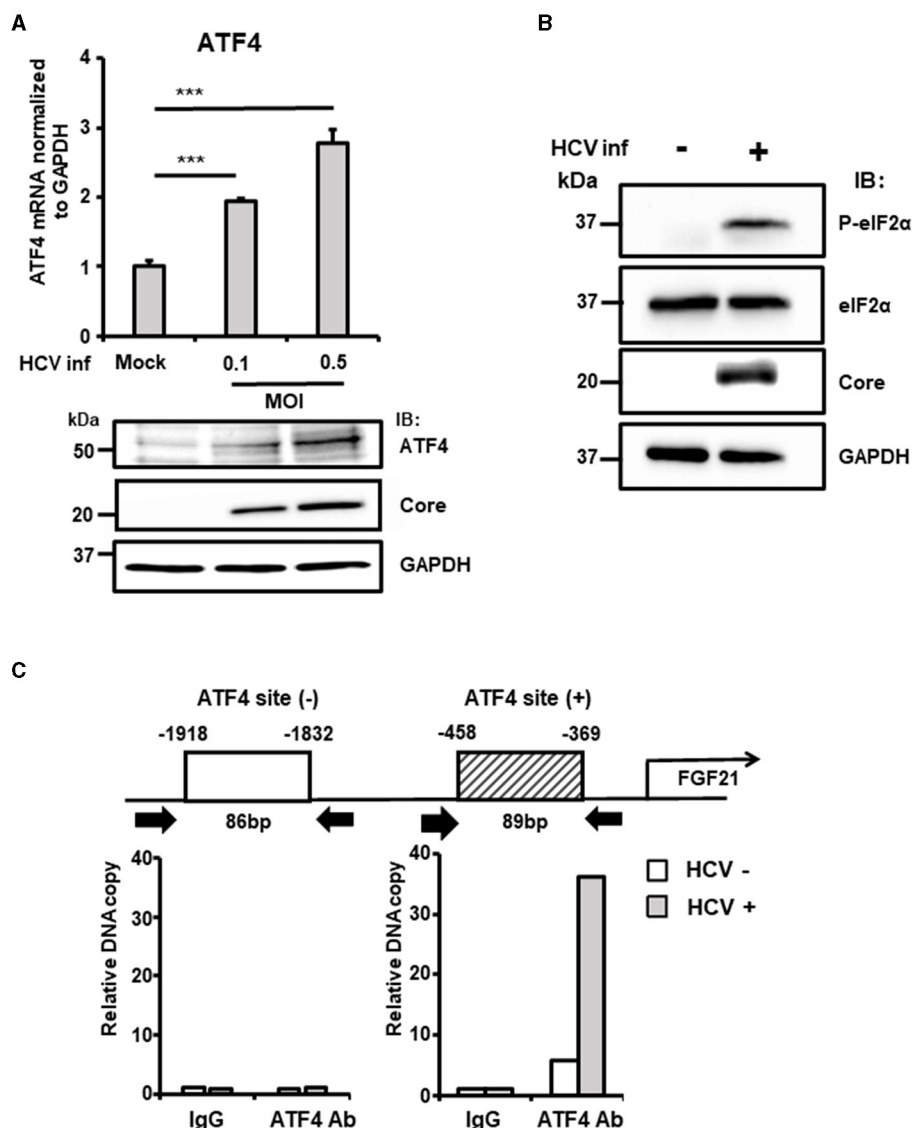 A
ATF4
ATF4 mRNA normalized
to GAPDH
4
3
2
1
0
***
***
HCV inf Mock 0.1 0.5
MOI
kDa IB:
50 ATF4
20 Core
37
GAPDH
B
HCV inf - +
kDa IB:
37 P-eIF2α
37 eIF2α
20 Core
37 GAPDH
C
ATF4 site (-) ATF4 site (+)
-1918 -1832 -458 -369
FGF21
86bp 89bp
Relative DNA copy
40
30
20
10
0
IgG ATF4 Ab
Relative DNA copy
40
30
20
10
0
IgG ATF4 Ab
HCV -
HCV +